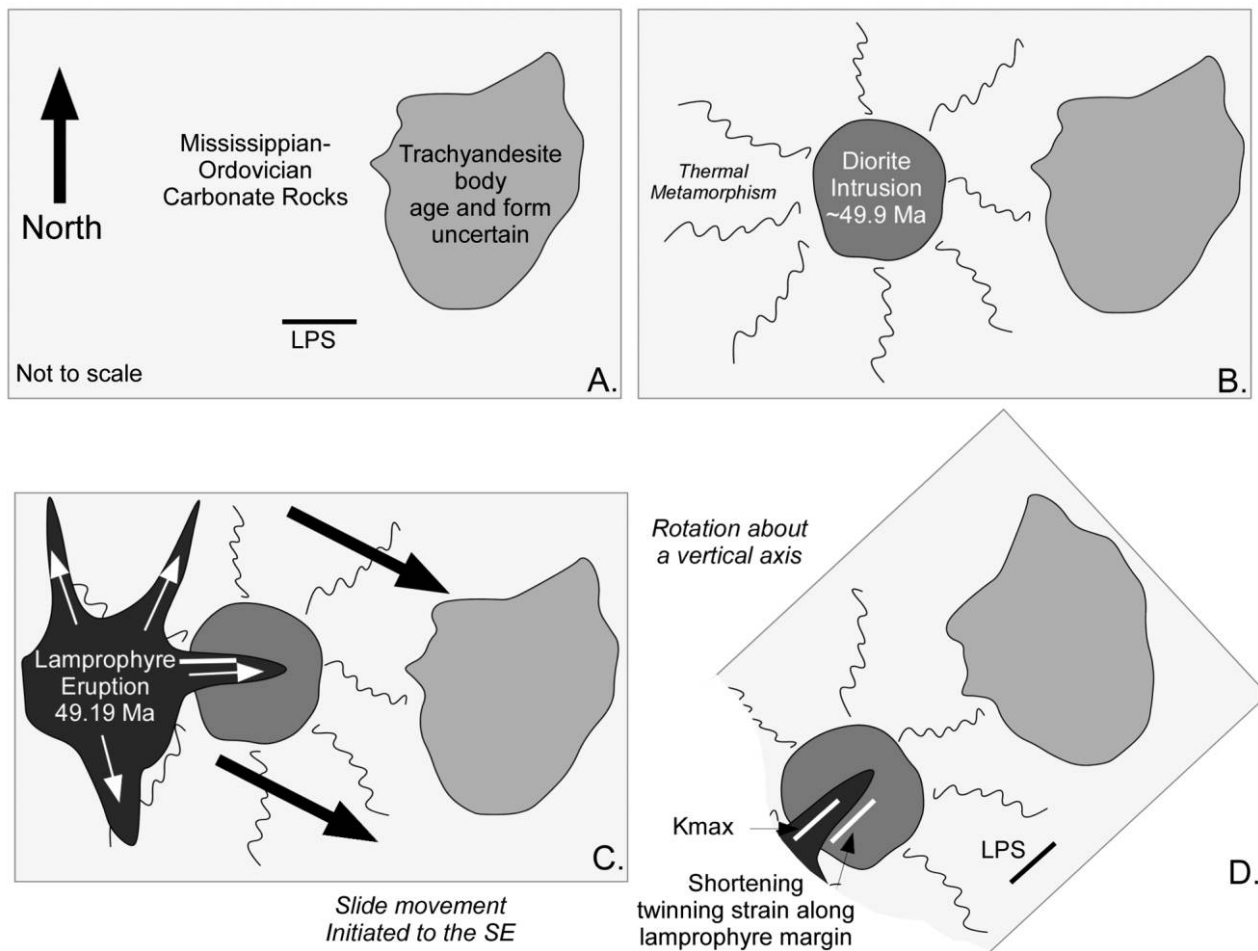 North
Mississippian-
Ordovician
Carbonate Rocks
Trachyandesite
body
age and form
uncertain
LPS
Not to scale
A.
Thermal
Metamorphism
Diorite
Intrusion
~49.9 Ma
B.
Lamprophyre
Eruption
49.19 Ma
C.
Slide movement
Initiated to the SE
Rotation about
a vertical axis
Kmax
LPS
Shortening
twinning strain along
lamprophyre margin
D.